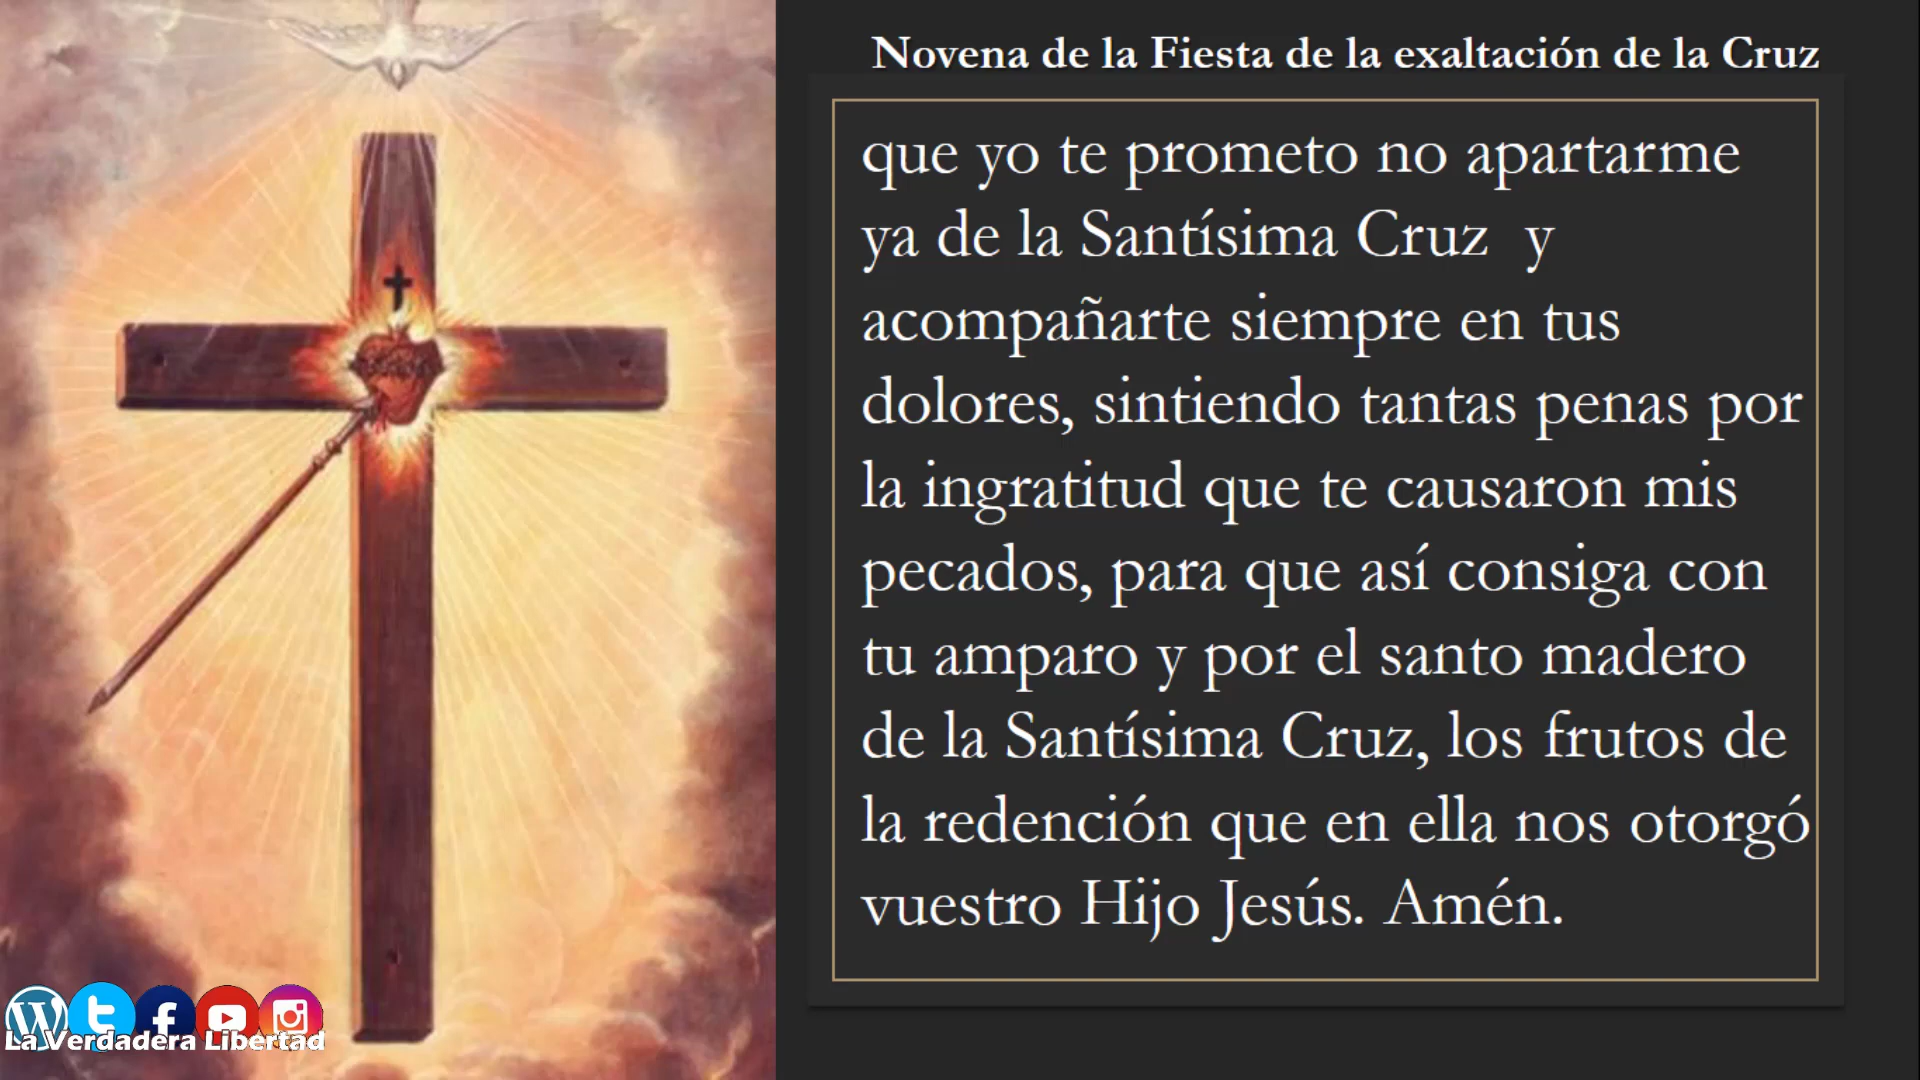 Novena de la Fiesta de la exaltación de la Cruz
que yo te prometo no apartarme
ya de la Santísima Cruz  y
acompañarte siempre en tus
dolores, sintiendo tantas penas por
la ingratitud que te causaron mis
pecados, para que así consiga con
tu amparo y por el santo madero
de la Santísima Cruz, los frutos de
la redención que en ella nos otorgó
vuestro Hijo Jesús. Amén.
La Verdadera Libertad